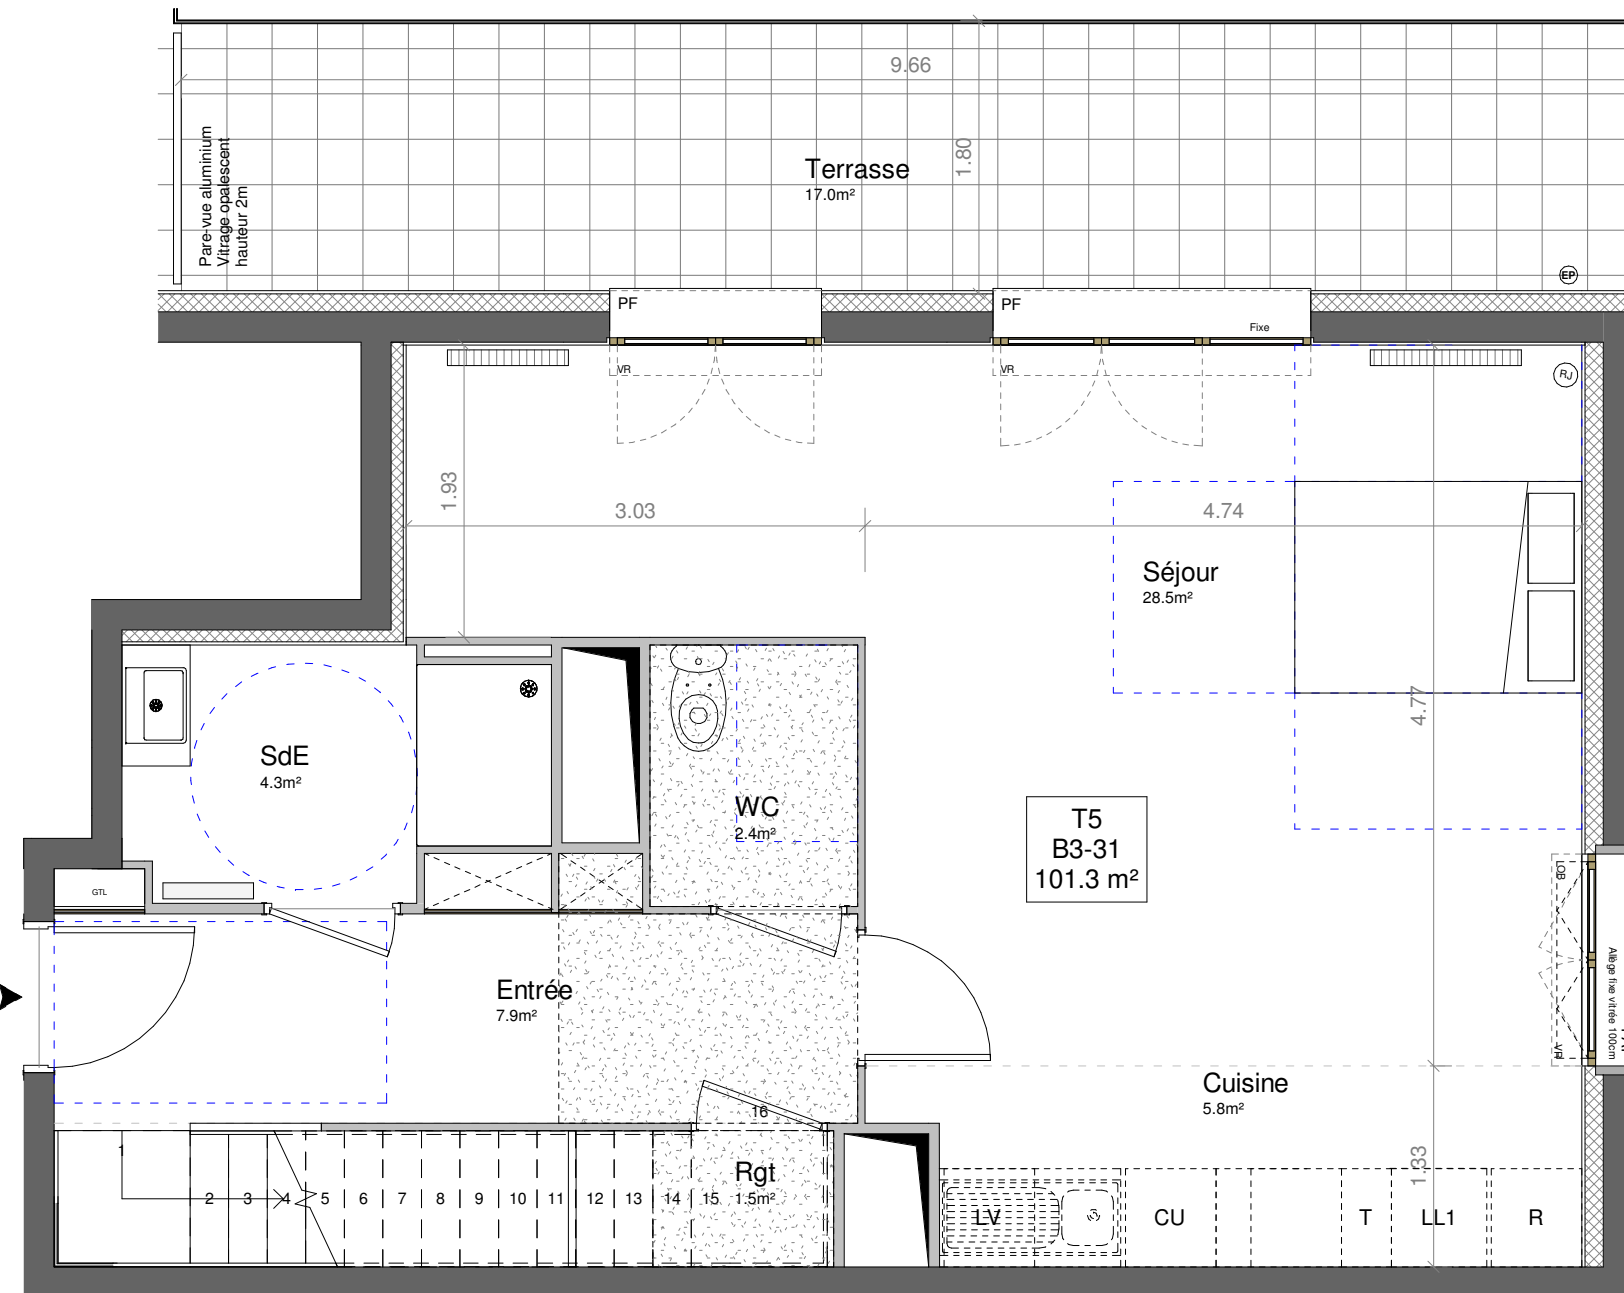 9.66
Pare-vue aluminium
Vitrage opalescent
hauteur 2m
1.80
Terrasse
17.0m²
EP
PF
PF
Fixe
VR
VR
RJ
1.93
3.03
4.74
Séjour
28.5m²
4.77
SdE
4.3m²
WC
2.4m²
T5
B3-31
101.3 m²
GTL
LOB
VR
Allège fixe vitrée 100cm
Entrée
7.9m²
Cuisine
5.8m²
16
1
Rgt
1.5m²
1.33
2 3 4 5 6 7 8 9 10 11 12 13 14 15
LV
CU
T
LL1
R